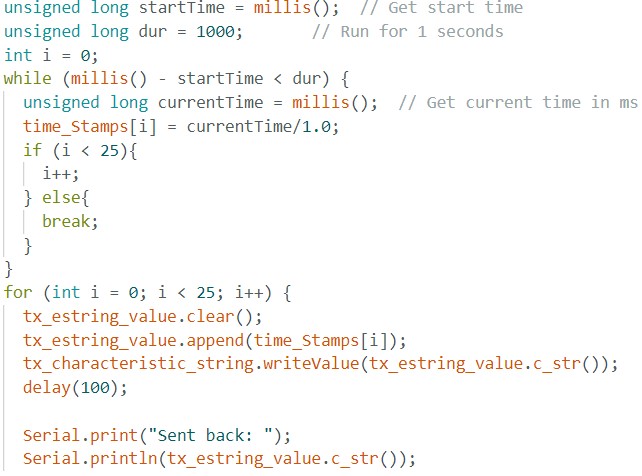 unsigned long startTime = millis();  // Get start time
unsigned long dur = 1000;       // Run for 1 seconds
int i = 0;
while (millis() - startTime < dur) {
  unsigned long currentTime = millis();  // Get current time in ms
  time_Stamps[i] = currentTime/1.0;
  if (i < 25){
    i++;
  } else{
    break;
  }
}
for (int i = 0; i < 25; i++) {
  tx_estring_value.clear();
  tx_estring_value.append(time_Stamps[i]);
  tx_characteristic_string.writeValue(tx_estring_value.c_str());
  delay(100);

  Serial.print("Sent back: ");
  Serial.println(tx_estring_value.c_str());